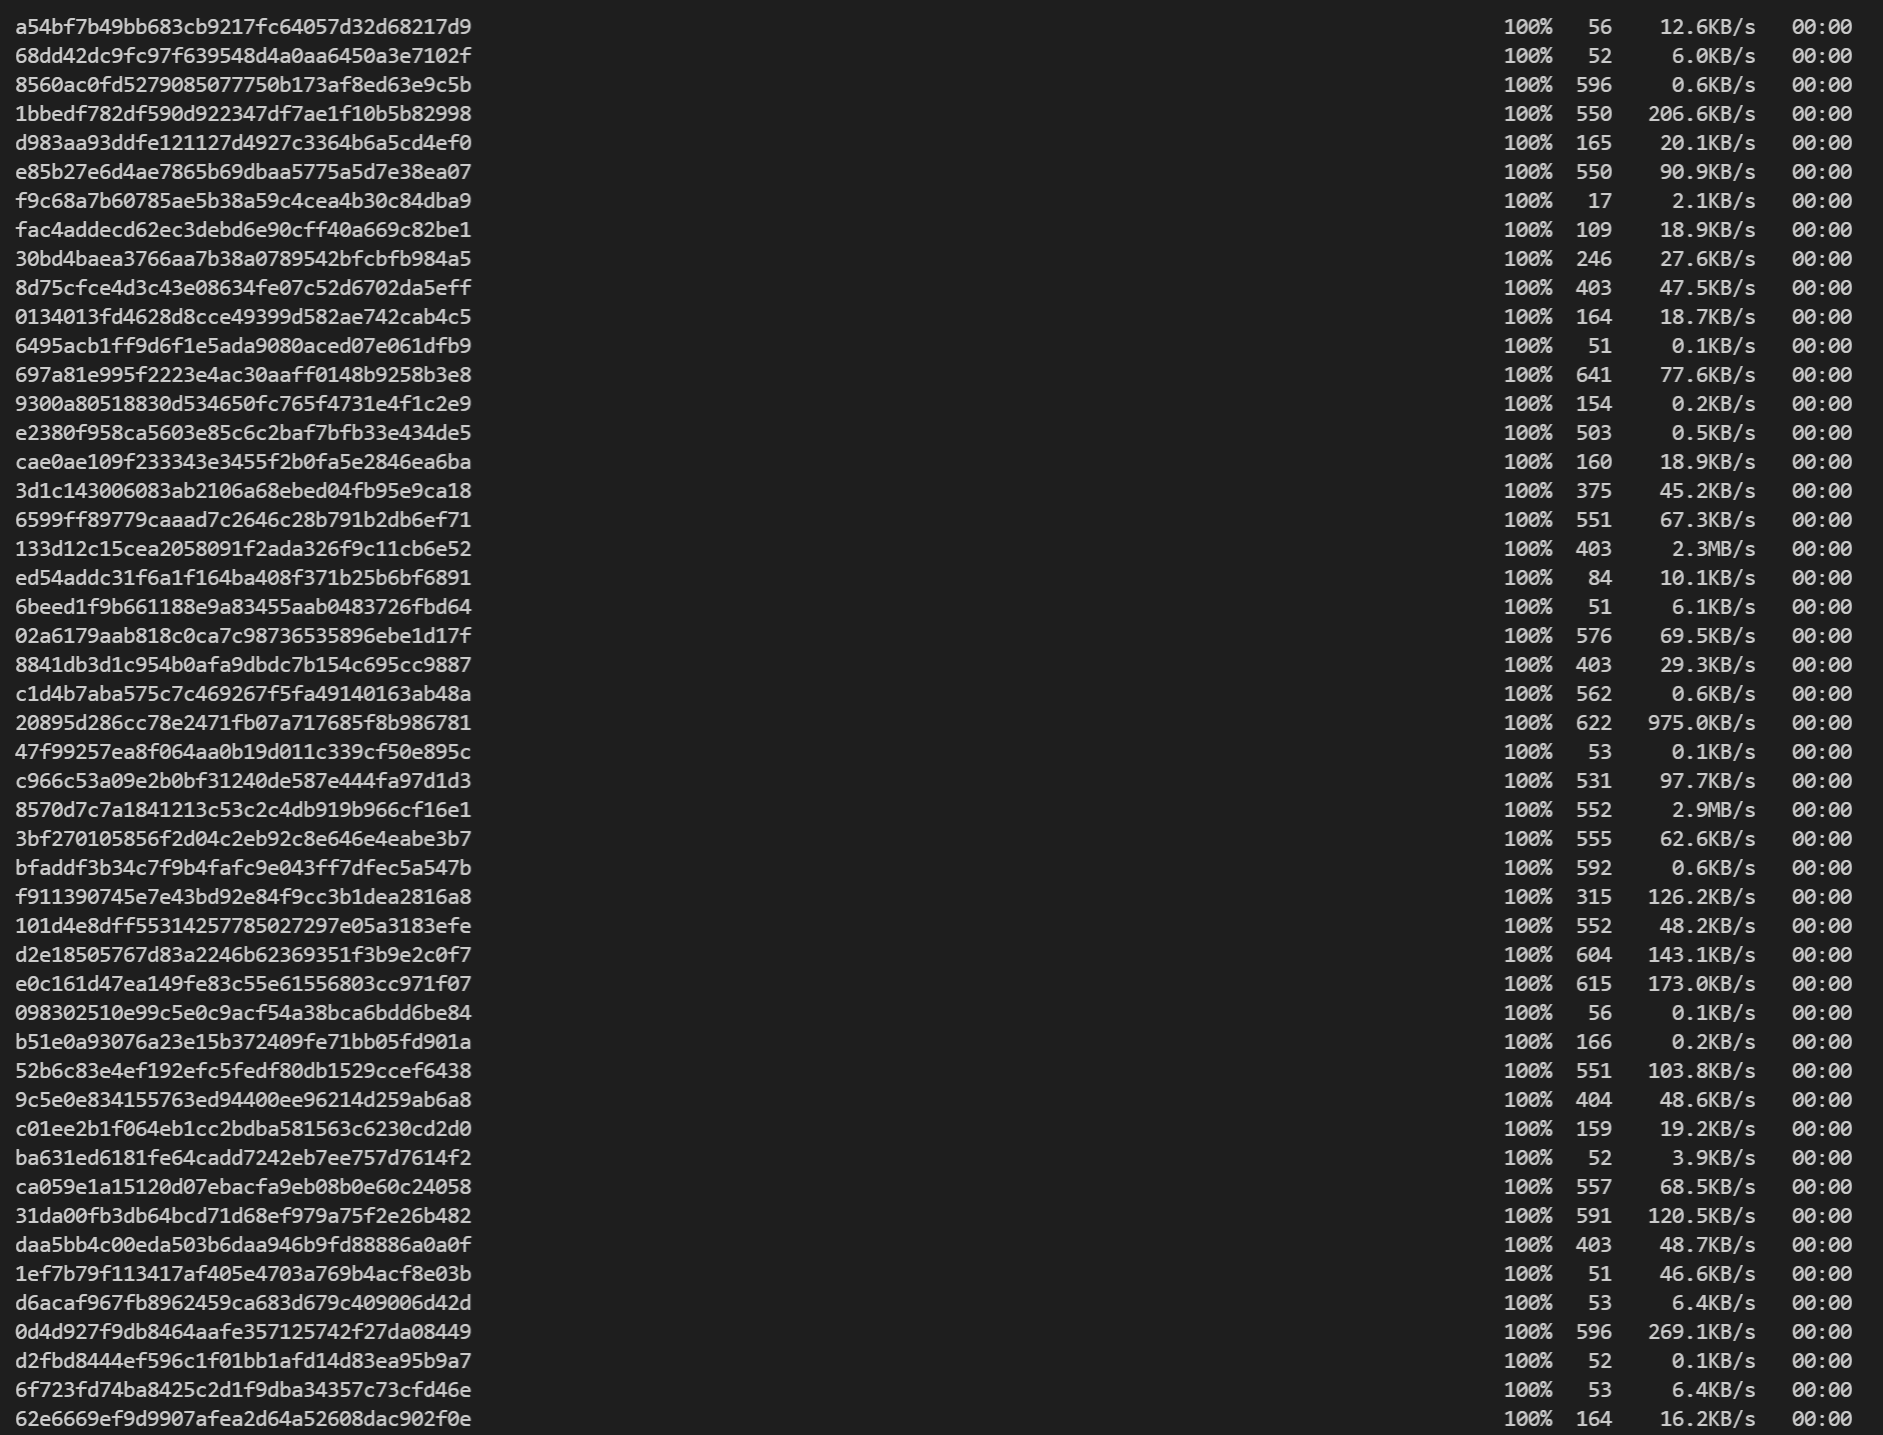 a54bf7b49bb683cb9217fc64057d32d68217d9 100% 56 12.6KB/s 00:00
68dd42dc9fc97f639548d4a0aa6450a3e7102f 100% 52 6.0KB/s 00:00
8560ac0fd5279085077750b173af8ed63e9c5b 100% 596 0.6KB/s 00:00
1bbedf782df590d922347df7ae1f10b5b82998 100% 550 206.6KB/s 00:00
d983aa93ddfe121127d4927c3364b6a5cd4ef0 100% 165 20.1KB/s 00:00
e85b27e6d4ae7865b69dbaa5775a5d7e38ea07 100% 550 90.9KB/s 00:00
f9c68a7b60785ae5b38a59c4cea4b30c84dba9 100% 17 2.1KB/s 00:00
fac4addecd62ec3debd6e90cff40a669c82be1 100% 109 18.9KB/s 00:00
30bd4baea3766aa7b38a0789542bfcbfb984a5 100% 246 27.6KB/s 00:00
8d75cfce4d3c43e08634fe07c52d6702da5eff 100% 403 47.5KB/s 00:00
0134013fd4628d8cce49399d582ae742cab4c5 100% 164 18.7KB/s 00:00
6495acb1ff9d6f1e5ada9080aced07e061dfb9 100% 51 0.1KB/s 00:00
697a81e995f2223e4ac30aaff0148b9258b3e8 100% 641 77.6KB/s 00:00
9300a80518830d534650fc765f4731e4f1c2e9 100% 154 0.2KB/s 00:00
e2380f958ca5603e85c6c2baf7bfb33e434de5 100% 503 0.5KB/s 00:00
cae0ae109f233343e3455f2b0fa5e2846ea6ba 100% 160 18.9KB/s 00:00
3d1c143006083ab2106a68ebed04fb95e9ca18 100% 375 45.2KB/s 00:00
6599ff89779caaad7c2646c28b791b2db6ef71 100% 551 67.3KB/s 00:00
133d12c15cea2058091f2ada326f9c11cb6e52 100% 403 2.3MB/s 00:00
ed54addc31f6a1f164ba408f371b25b6bf6891 100% 84 10.1KB/s 00:00
6beed1f9b661188e9a83455aab0483726fbd64 100% 51 6.1KB/s 00:00
02a6179aab818c0ca7c98736535896ebe1d17f 100% 576 69.5KB/s 00:00
8841db3d1c954b0afa9dbdc7b154c695cc9887 100% 403 29.3KB/s 00:00
c1d4b7aba575c7c469267f5fa49140163ab48a 100% 562 0.6KB/s 00:00
20895d286cc78e2471fb07a717685f8b986781 100% 622 975.0KB/s 00:00
47f99257ea8f064aa0b19d011c339cf50e895c 100% 53 0.1KB/s 00:00
c966c53a09e2b0bf31240de587e444fa97d1d3 100% 531 97.7KB/s 00:00
8570d7c7a1841213c53c2c4db919b966cf16e1 100% 552 2.9MB/s 00:00
3bf270105856f2d04c2eb92c8e646e4eabe3b7 100% 555 62.6KB/s 00:00
bfaddf3b34c7f9b4fafc9e043ff7dfec5a547b 100% 592 0.6KB/s 00:00
f911390745e7e43bd92e84f9cc3b1dea2816a8 100% 315 126.2KB/s 00:00
101d4e8dff55314257785027297e05a3183efe 100% 552 48.2KB/s 00:00
d2e18505767d83a2246b62369351f3b9e2c0f7 100% 604 143.1KB/s 00:00
e0c161d47ea149fe83c55e61556803cc971f07 100% 615 173.0KB/s 00:00
098302510e99c5e0c9acf54a38bca6bdd6be84 100% 56 0.1KB/s 00:00
b51e0a93076a23e15b372409fe71bb05fd901a 100% 166 0.2KB/s 00:00
52b6c83e4ef192efc5fedf80db1529ccef6438 100% 551 103.8KB/s 00:00
9c5e0e834155763ed94400ee96214d259ab6a8 100% 404 48.6KB/s 00:00
c01ee2b1f064eb1cc2bdba581563c6230cd2d0 100% 159 19.2KB/s 00:00
ba631ed6181fe64cadd7242eb7ee757d7614f2 100% 52 3.9KB/s 00:00
ca059e1a15120d07ebacfa9eb08b0e60c24058 100% 557 68.5KB/s 00:00
31da00fb3db64bcd71d68ef979a75f2e26b482 100% 591 120.5KB/s 00:00
daa5bb4c00eda503b6daa946b9fd88886a0a0f 100% 403 48.7KB/s 00:00
1ef7b79f113417af405e4703a769b4acf8e03b 100% 51 46.6KB/s 00:00
d6acaf967fb8962459ca683d679c409006d42d 100% 53 6.4KB/s 00:00
0d4d927f9db8464aafe357125742f27da08449 100% 596 269.1KB/s 00:00
d2fbd8444ef596c1f01bb1afd14d83ea95b9a7 100% 52 0.1KB/s 00:00
6f723fd74ba8425c2d1f9dba34357c73cfd46e 100% 53 6.4KB/s 00:00
62e6669ef9d9907afea2d64a52608dac902f0e 100% 164 16.2KB/s 00:00